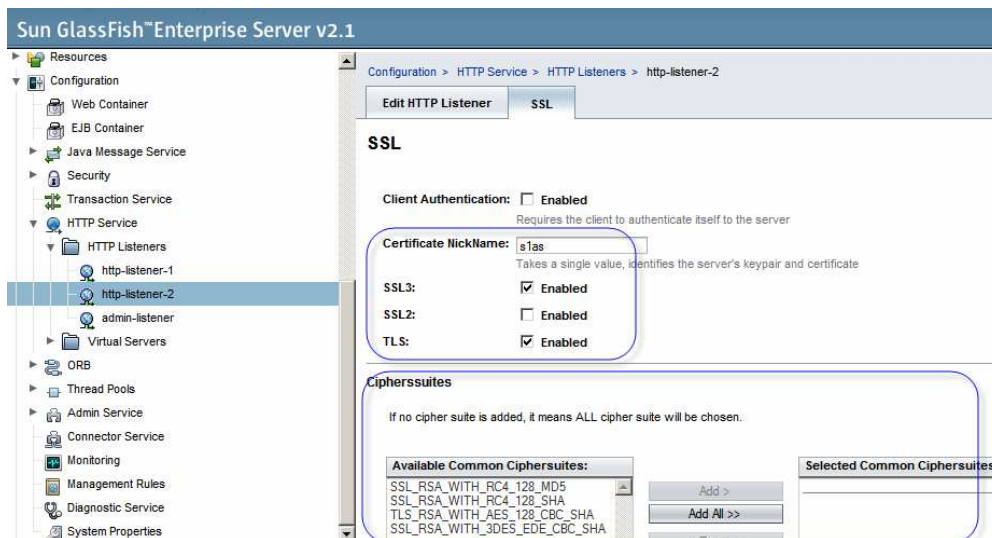 Sun GlassFish™ Enterprise Server v2.1
Resources
Configuration
Web Container
EJB Container
Java Message Service
Security
Transaction Service
HTTP Service
HTTP Listeners
http-listener-1
http-listener-2
admin-listener
Virtual Servers
ORB
Thread Pools
Admin Service
Connector Service
Monitoring
Management Rules
Diagnostic Service
System Properties
Configuration > HTTP Service > HTTP Listeners > http-listener-2
Edit HTTP Listener SSL
SSL
Client Authentication: Enabled
Requires the client to authenticate itself to the server
Certificate NickName: s1as
Takes a single value, identifies the server's keypair and certificate
SSL3: Enabled
SSL2: Enabled
TLS: Enabled
Cipherssuites
If no cipher suite is added, it means ALL cipher suite will be chosen.
Available Common Ciphersuites: Selected Common Ciphersuites
SSL_RSA_WITH_RC4_128_MD5
SSL_RSA_WITH_RC4_128_SHA
TLS_RSA_WITH_AES_128_CBC_SHA
SSL_RSA_WITH_3DES_EDE_CBC_SHA
Add >
Add All >>